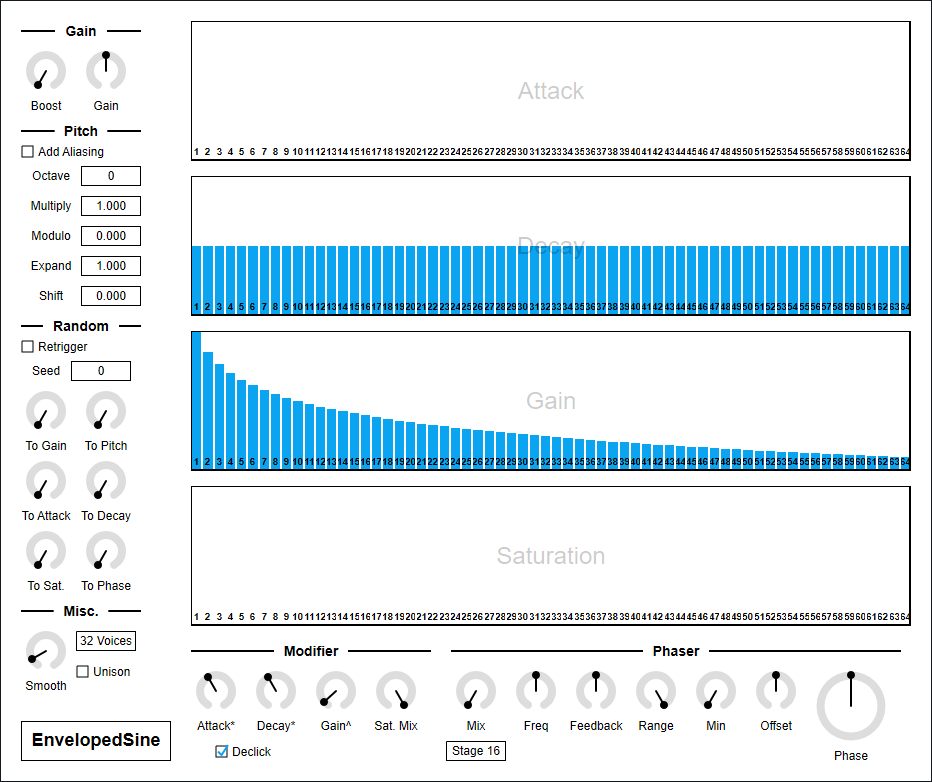 Gain
Boost Gain
Pitch
Add Aliasing
Octave 0
Multiply 1.000
Modulo 0.000
Expand 1.000
Shift 0.000
Random
Retrigger
Seed 0
To Gain To Pitch
To Attack To Decay
To Sat. To Phase
Misc.
32 Voices
Unison
Smooth
EnvelopedSine
Attack
1 2 3 4 5 6 7 8 9 10 11 12 13 14 15 16 17 18 19 20 21 22 23 24 25 26 27 28 29 30 31 32 33 34 35 36 37 38 39 40 41 42 43 44 45 46 47 48 49 50 51 52 53 54 55 56 57 58 59 60 61 62 63 64
Decay
1 2 3 4 5 6 7 8 9 10 11 12 13 14 15 16 17 18 19 20 21 22 23 24 25 26 27 28 29 30 31 32 33 34 35 36 37 38 39 40 41 42 43 44 45 46 47 48 49 50 51 52 53 54 55 56 57 58 59 60 61 62 63 64
Gain
1 2 3 4 5 6 7 8 9 10 11 12 13 14 15 16 17 18 19 20 21 22 23 24 25 26 27 28 29 30 31 32 33 34 35 36 37 38 39 40 41 42 43 44 45 46 47 48 49 50 51 52 53 54 55 56 57 58 59 60 61 62 63 64
Saturation
1 2 3 4 5 6 7 8 9 10 11 12 13 14 15 16 17 18 19 20 21 22 23 24 25 26 27 28 29 30 31 32 33 34 35 36 37 38 39 40 41 42 43 44 45 46 47 48 49 50 51 52 53 54 55 56 57 58 59 60 61 62 63 64
Modifier
Attack* Decay* Gain^ Sat. Mix
Declick
Phaser
Mix Freq Feedback Range Min Offset
Stage 16
Phase